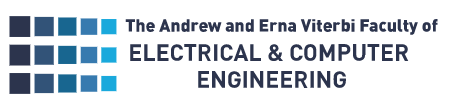 The Andrew and Erna Viterbi Faculty of
ELECTRICAL & COMPUTER
ENGINEERING